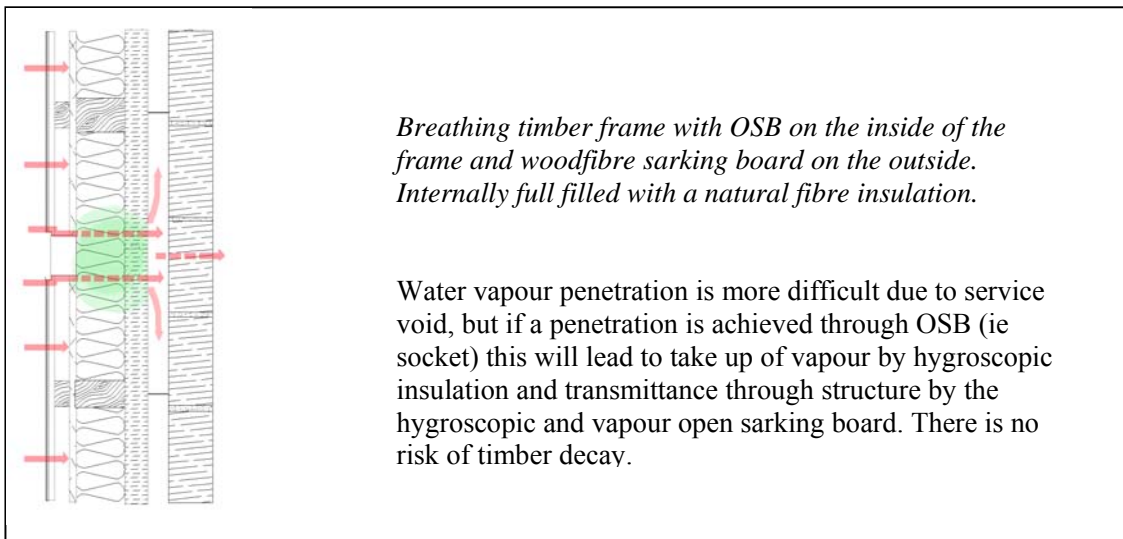 Breathing timber frame with OSB on the inside of the
frame and woodfibre sarking board on the outside.
Internally full filled with a natural fibre insulation.
Water vapour penetration is more difficult due to service
void, but if a penetration is achieved through OSB (ie
socket) this will lead to take up of vapour by hygroscopic
insulation and transmittance through structure by the
hygroscopic and vapour open sarking board. There is no
risk of timber decay.